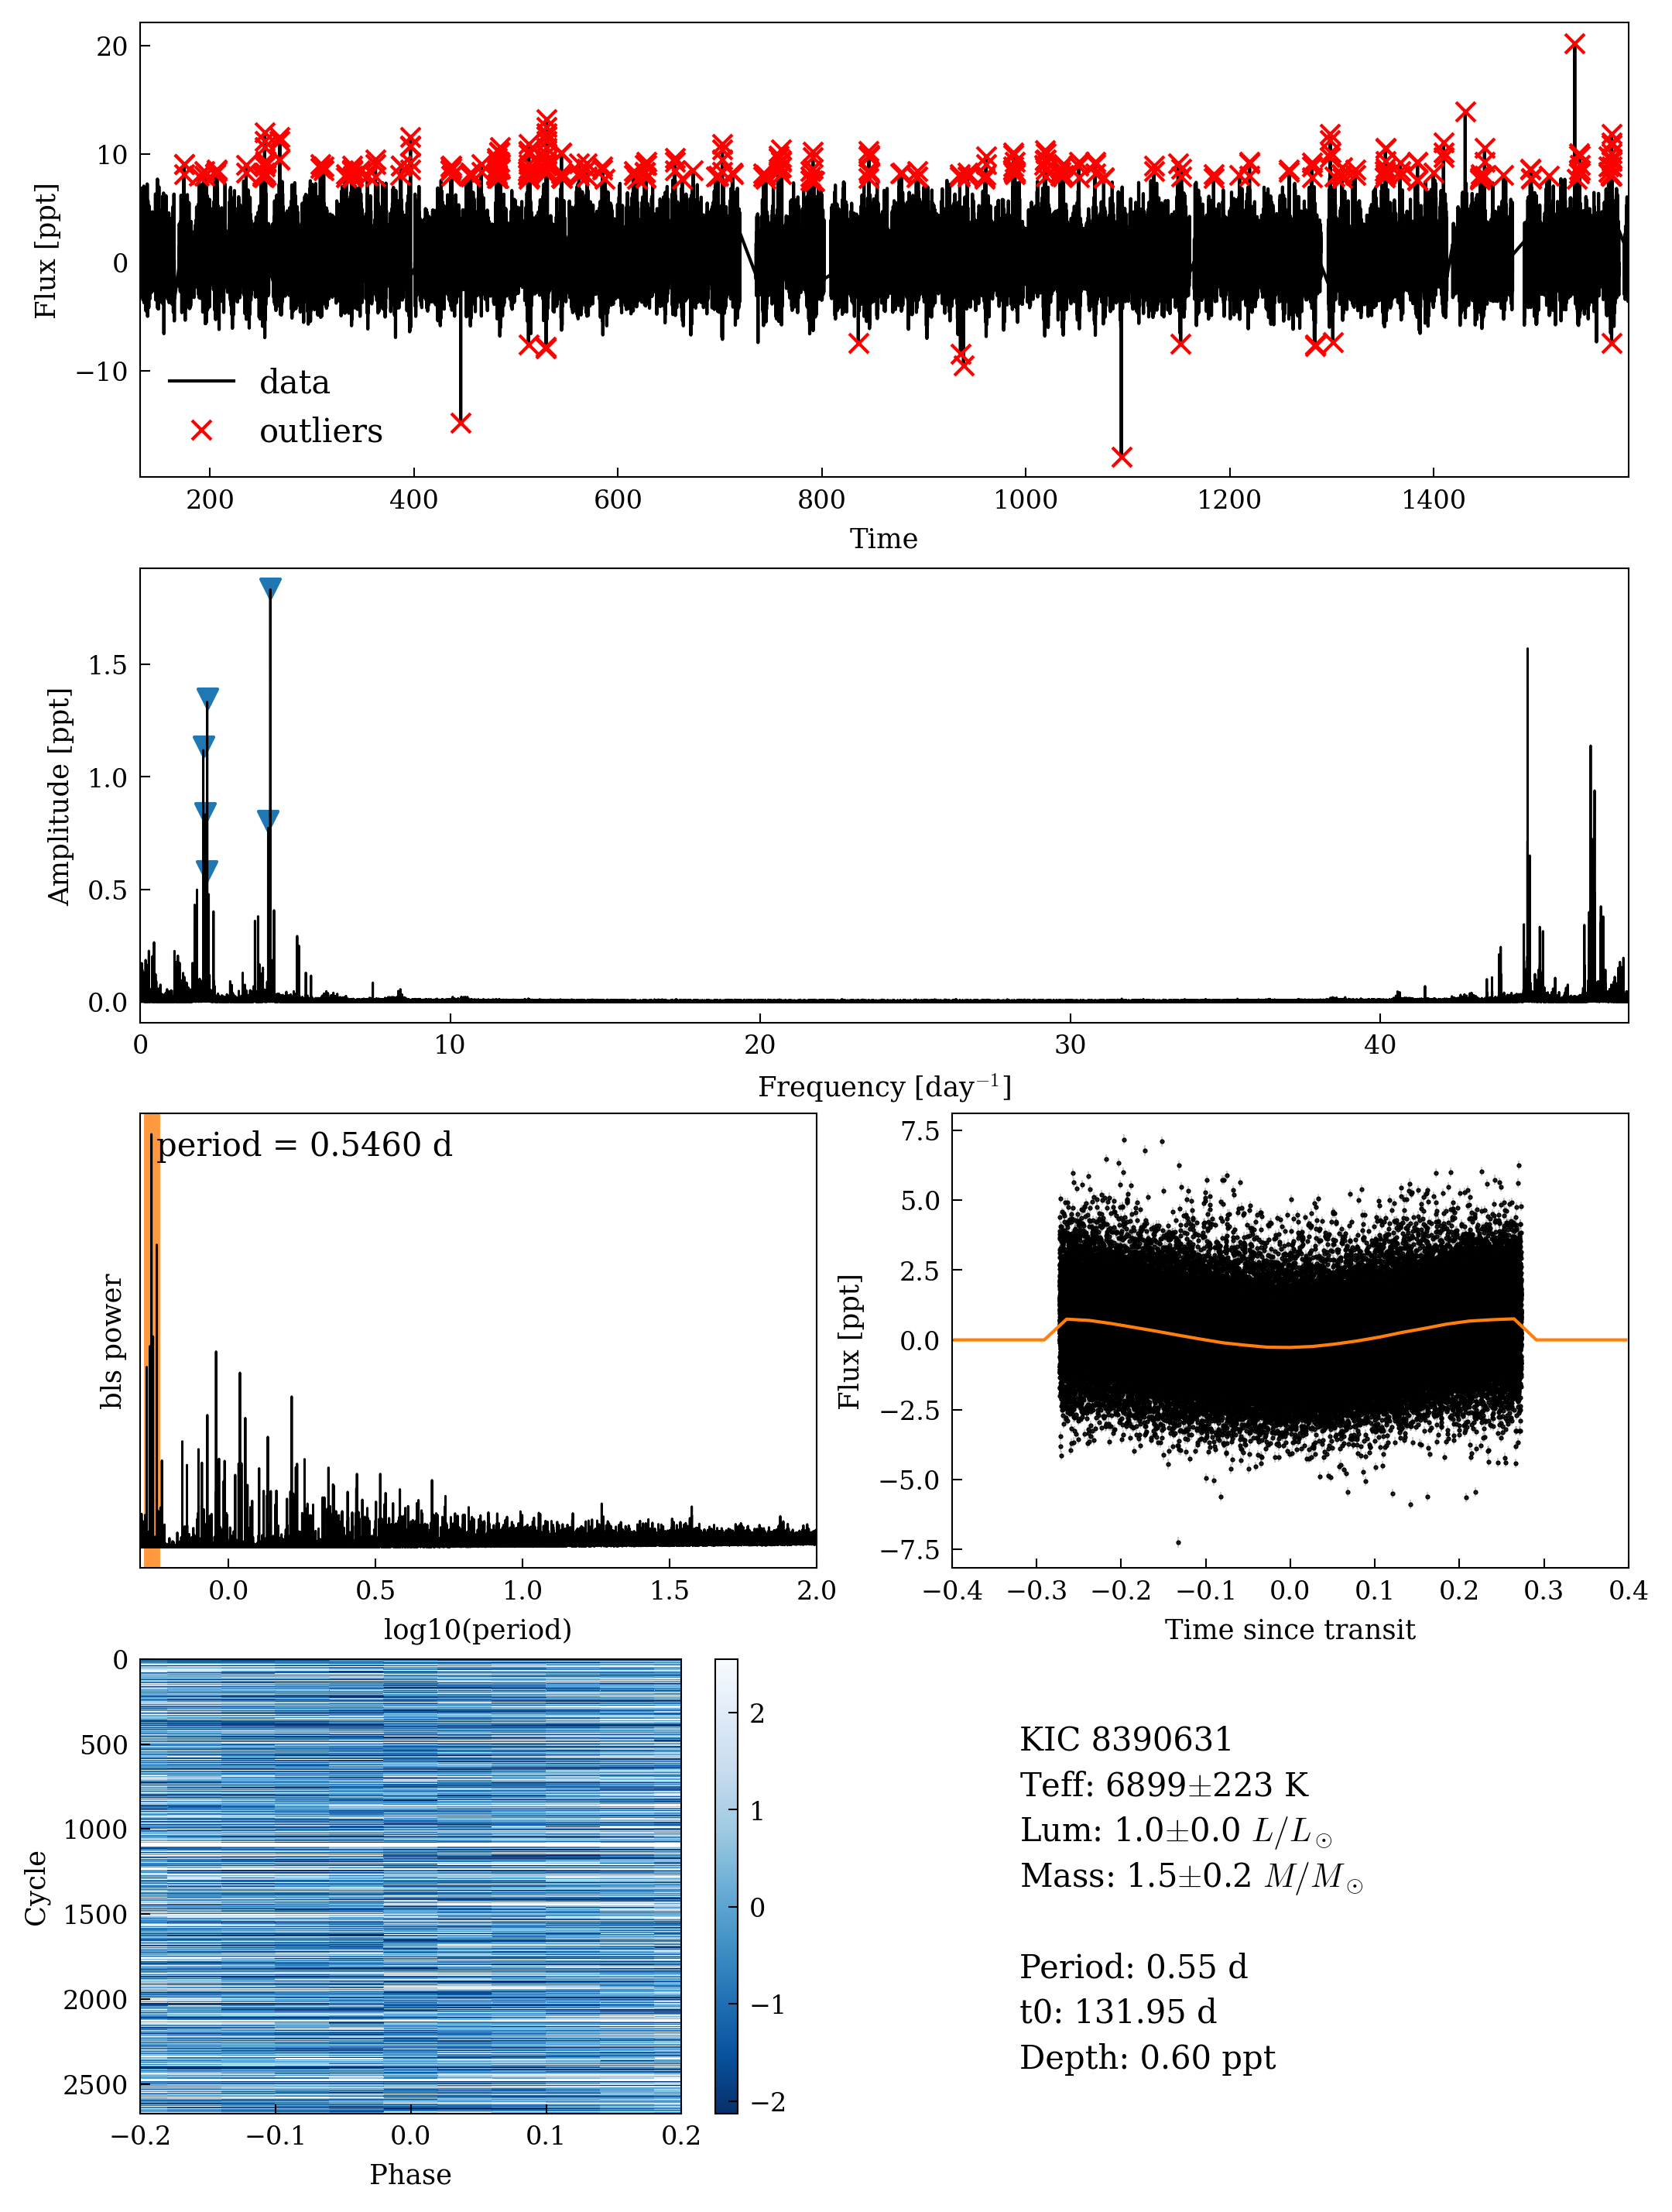 20
10
0
−10
Flux [ppt]
data
outliers
200 400 600 800 1000 1200 1400
Time
1.5
1.0
0.5
0.0
Amplitude [ppt]
0 10 20 30 40
Frequency [day⁻¹]
period = 0.5460 d
bls power
0.0 0.5 1.0 1.5 2.0
log10(period)
7.5
5.0
2.5
0.0
−2.5
−5.0
−7.5
Flux [ppt]
−0.4 −0.3 −0.2 −0.1 0.0 0.1 0.2 0.3 0.4
Time since transit
0
500
1000
1500
2000
2500
Cycle
−0.2 −0.1 0.0 0.1 0.2
Phase
2
1
0
−1
−2
KIC 8390631
Teff: 6899±223 K
Lum: 1.0±0.0 L/L⊙
Mass: 1.5±0.2 M/M⊙
Period: 0.55 d
t0: 131.95 d
Depth: 0.60 ppt